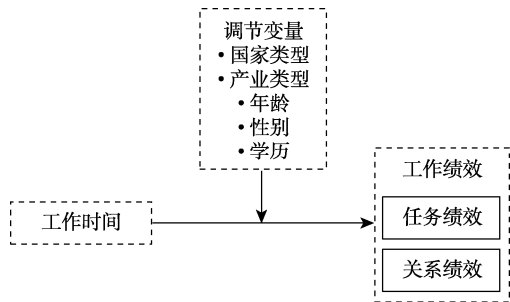 调节变量
• 国家类型
• 产业类型
• 年龄
• 性别
• 学历
工作时间
工作绩效
任务绩效
关系绩效